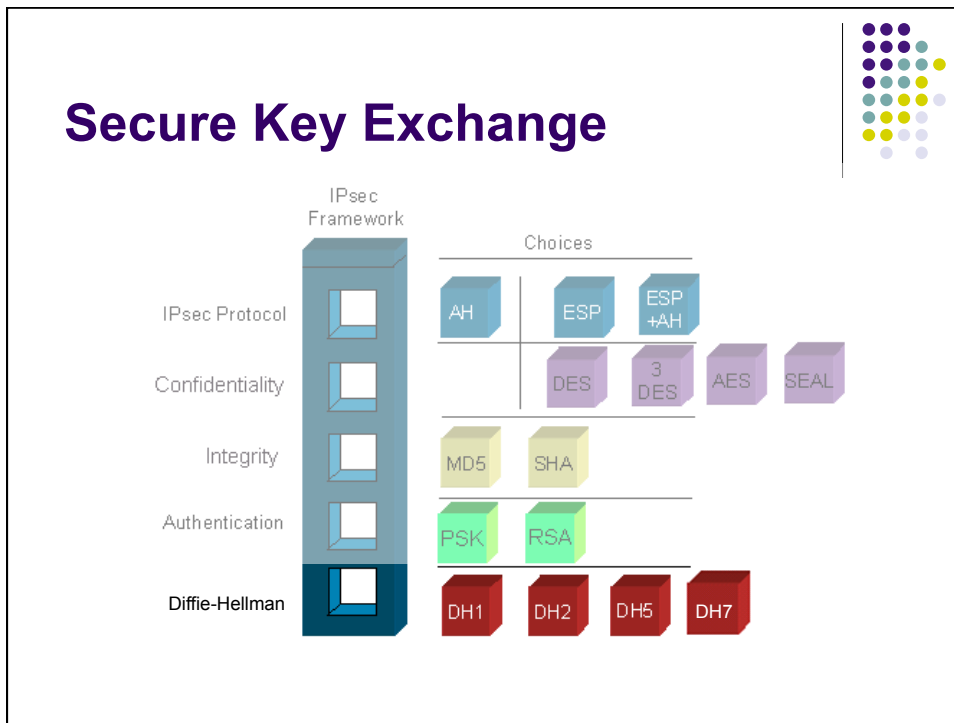 Secure Key Exchange
IPsec
Framework
Choices
IPsec Protocol
AH
ESP
ESP
+AH
Confidentiality
DES
3
DES
AES
SEAL
Integrity
MD5
SHA
Authentication
PSK
RSA
Diffie-Hellman
DH1
DH2
DH5
DH7